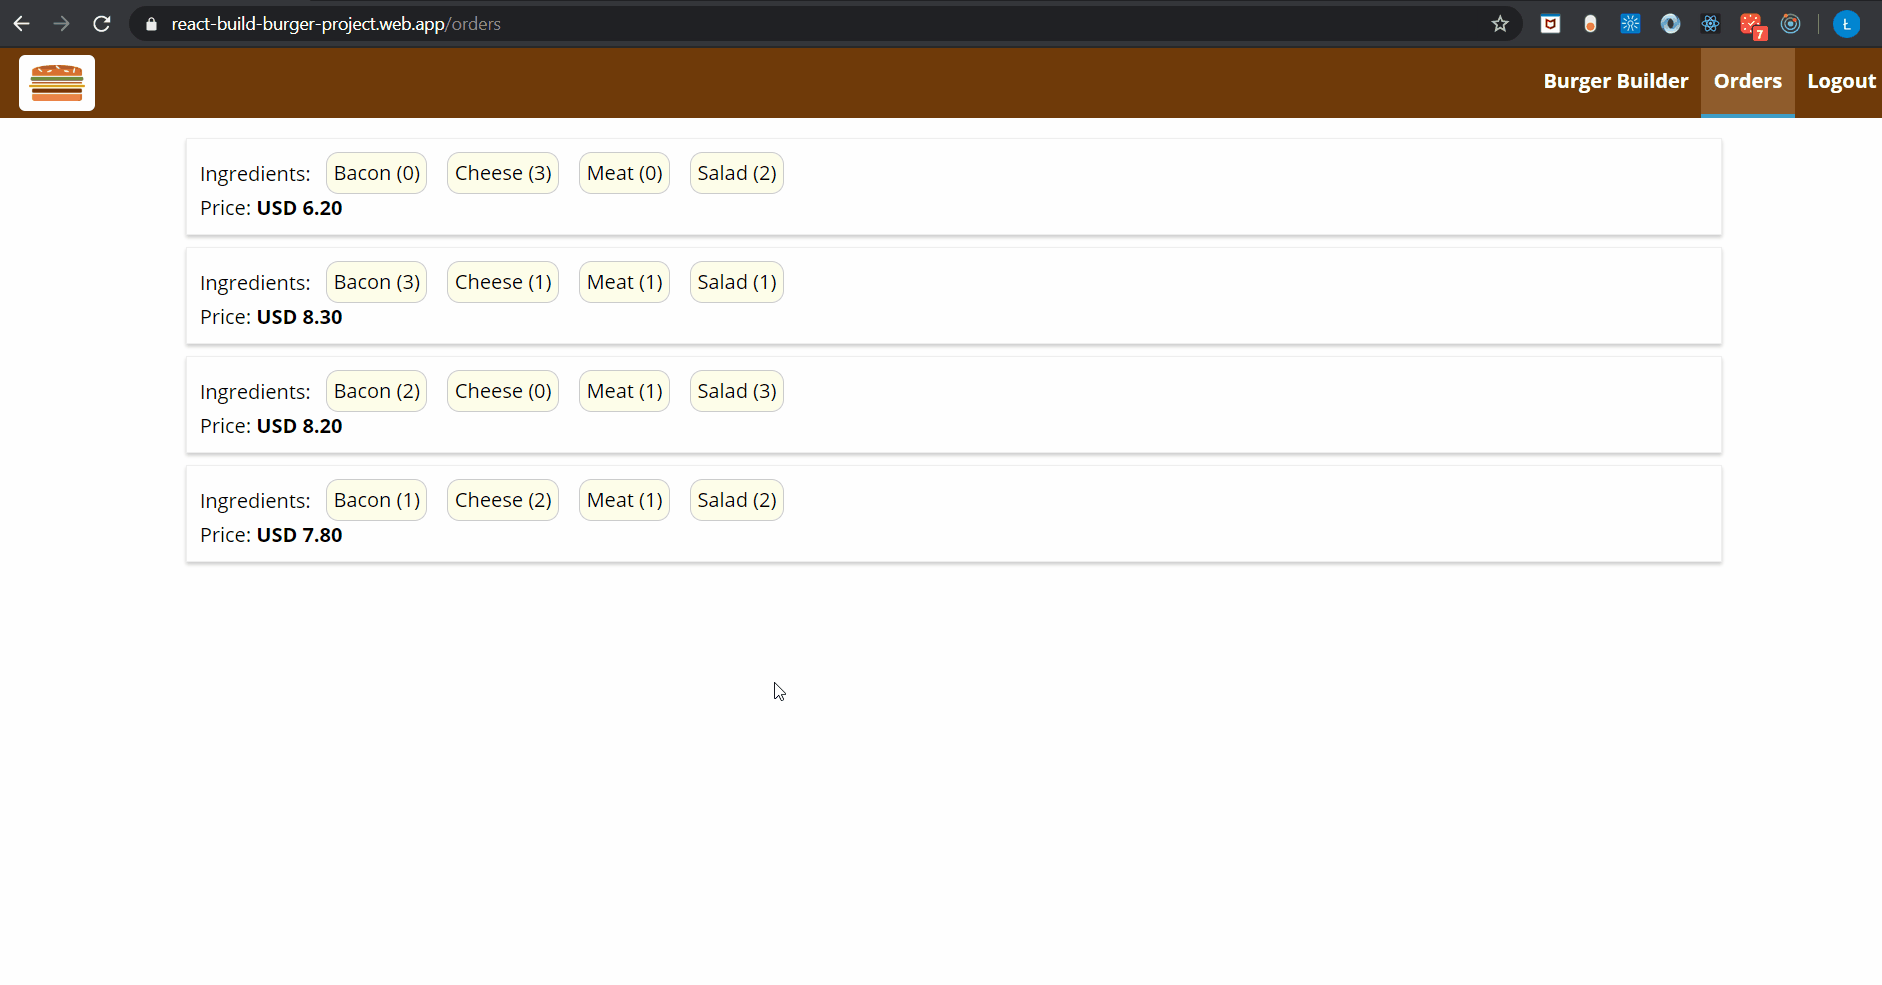 react-build-burger-project.web.app/orders
7
Ł
Burger Builder Orders Logout
Ingredients: Bacon (0) Cheese (3) Meat (0) Salad (2)
Price: USD 6.20
Ingredients: Bacon (3) Cheese (1) Meat (1) Salad (1)
Price: USD 8.30
Ingredients: Bacon (2) Cheese (0) Meat (1) Salad (3)
Price: USD 8.20
Ingredients: Bacon (1) Cheese (2) Meat (1) Salad (2)
Price: USD 7.80